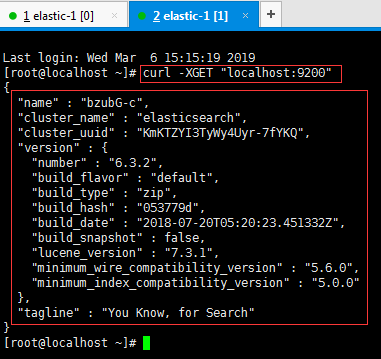 1 elastic-1 [0] × 2 elastic-1 [1] × +
Last login: Wed Mar  6 15:15:19 2019
[root@localhost ~]# curl -XGET "localhost:9200"
{
  "name" : "bzubG-c",
  "cluster_name" : "elasticsearch",
  "cluster_uuid" : "KmKTZYI3TyWy4Uyr-7fYKQ",
  "version" : {
    "number" : "6.3.2",
    "build_flavor" : "default",
    "build_type" : "zip",
    "build_hash" : "053779d",
    "build_date" : "2018-07-20T05:20:23.451332Z",
    "build_snapshot" : false,
    "lucene_version" : "7.3.1",
    "minimum_wire_compatibility_version" : "5.6.0",
    "minimum_index_compatibility_version" : "5.0.0"
  },
  "tagline" : "You Know, for Search"
}
[root@localhost ~]#